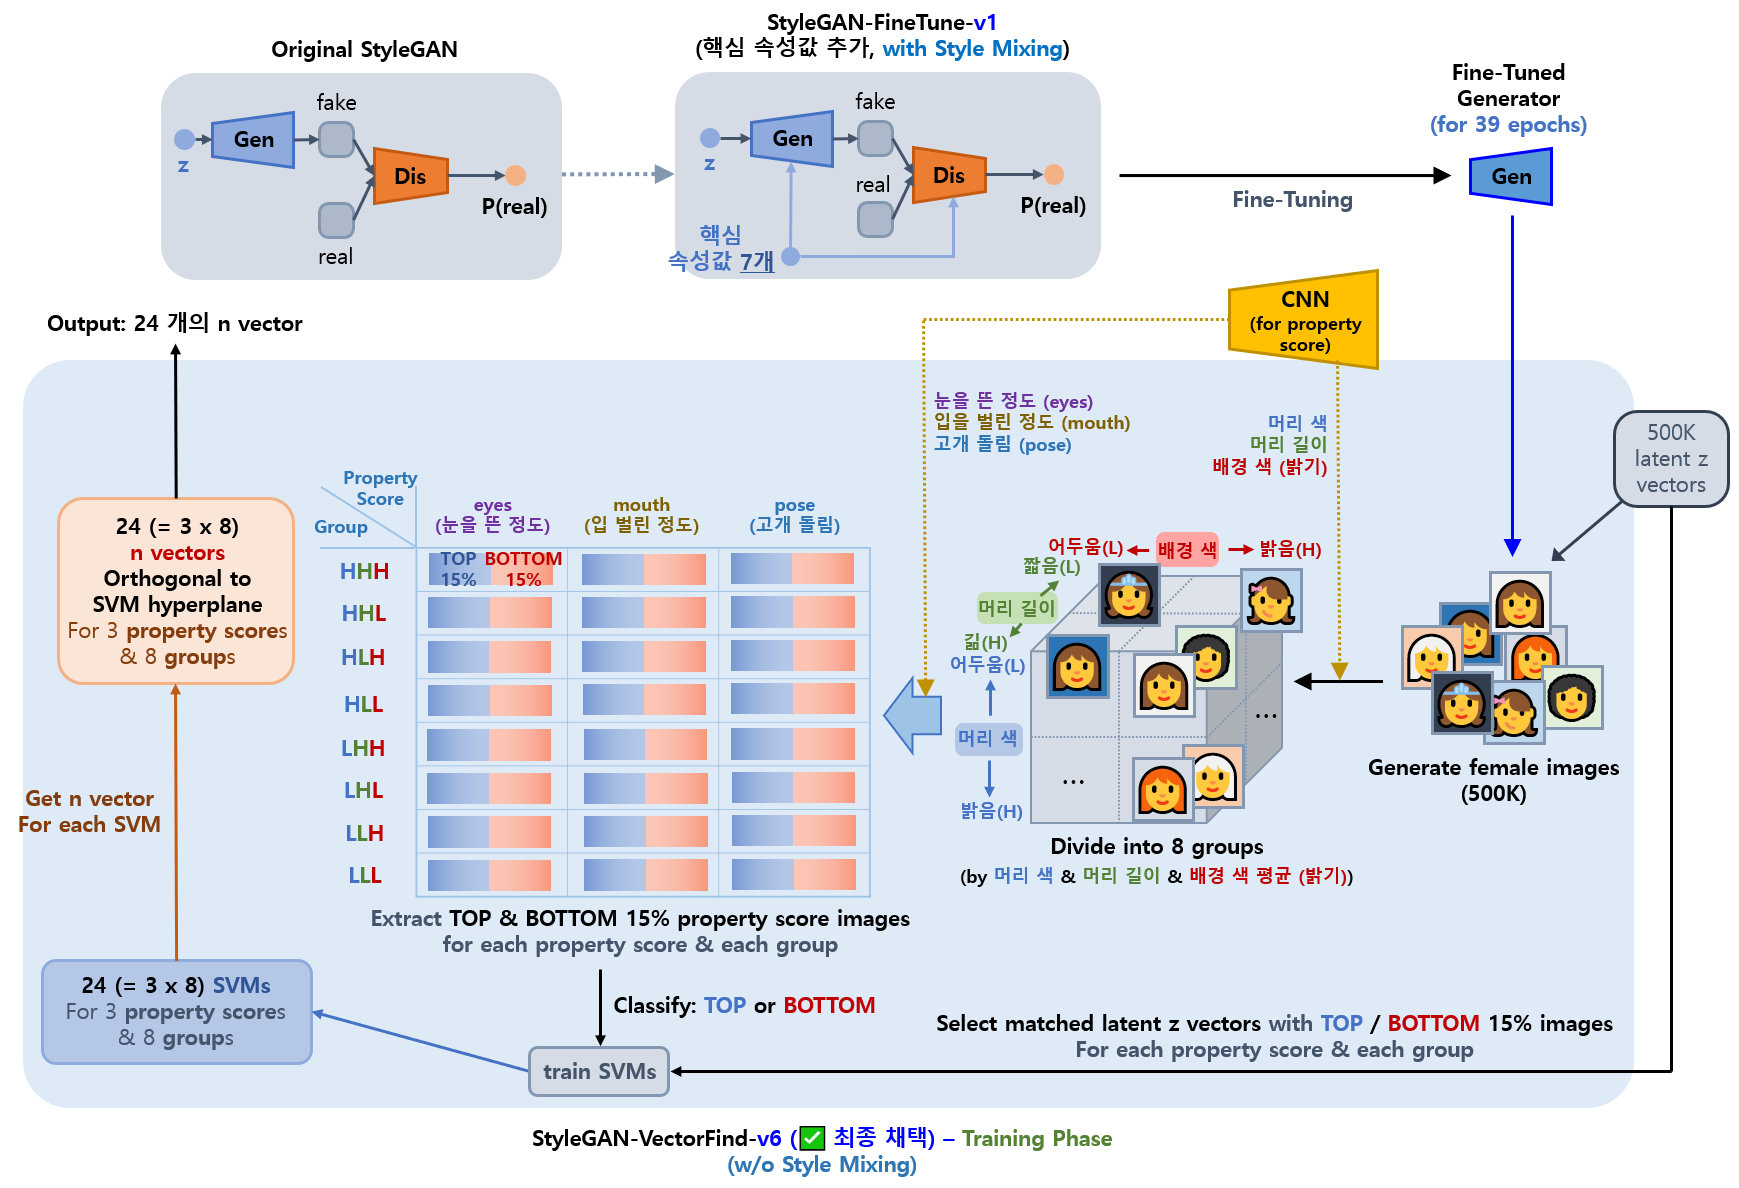 Original StyleGAN
fake
Gen
z
Dis
P(real)
real
StyleGAN-FineTune-v1
(핵심 속성값 추가, with Style Mixing)
fake
Gen
z
real
Dis
P(real)
핵심
속성값 7개
Fine-Tuning
Fine-Tuned
Generator
(for 39 epochs)
Gen
CNN
(for property
score)
Output: 24 개의 n vector
눈을 뜬 정도 (eyes)
입을 벌린 정도 (mouth)
고개 돌림 (pose)
머리 색
머리 길이
배경 색 (밝기)
500K
latent z
vectors
24 (= 3 x 8)
n vectors
Orthogonal to
SVM hyperplane
For 3 property scores
& 8 groups
Property
Score
Group
eyes
(눈을 뜬 정도)
mouth
(입 벌린 정도)
pose
(고개 돌림)
TOP
15%
BOTTOM
15%
HHH
HHL
HLH
HLL
LHH
LHL
LLH
LLL
어두움(L)
배경 색
밝음(H)
짧음(L)
머리 길이
긺(H)
어두움(L)
머리 색
밝음(H)
...
...
Generate female images
(500K)
Divide into 8 groups
(by 머리 색 & 머리 길이 & 배경 색 평균 (밝기))
Get n vector
For each SVM
Extract TOP & BOTTOM 15% property score images
for each property score & each group
24 (= 3 x 8) SVMs
For 3 property scores
& 8 groups
Classify: TOP or BOTTOM
Select matched latent z vectors with TOP / BOTTOM 15% images
For each property score & each group
train SVMs
StyleGAN-VectorFind-v6 (✅ 최종 채택) – Training Phase
(w/o Style Mixing)